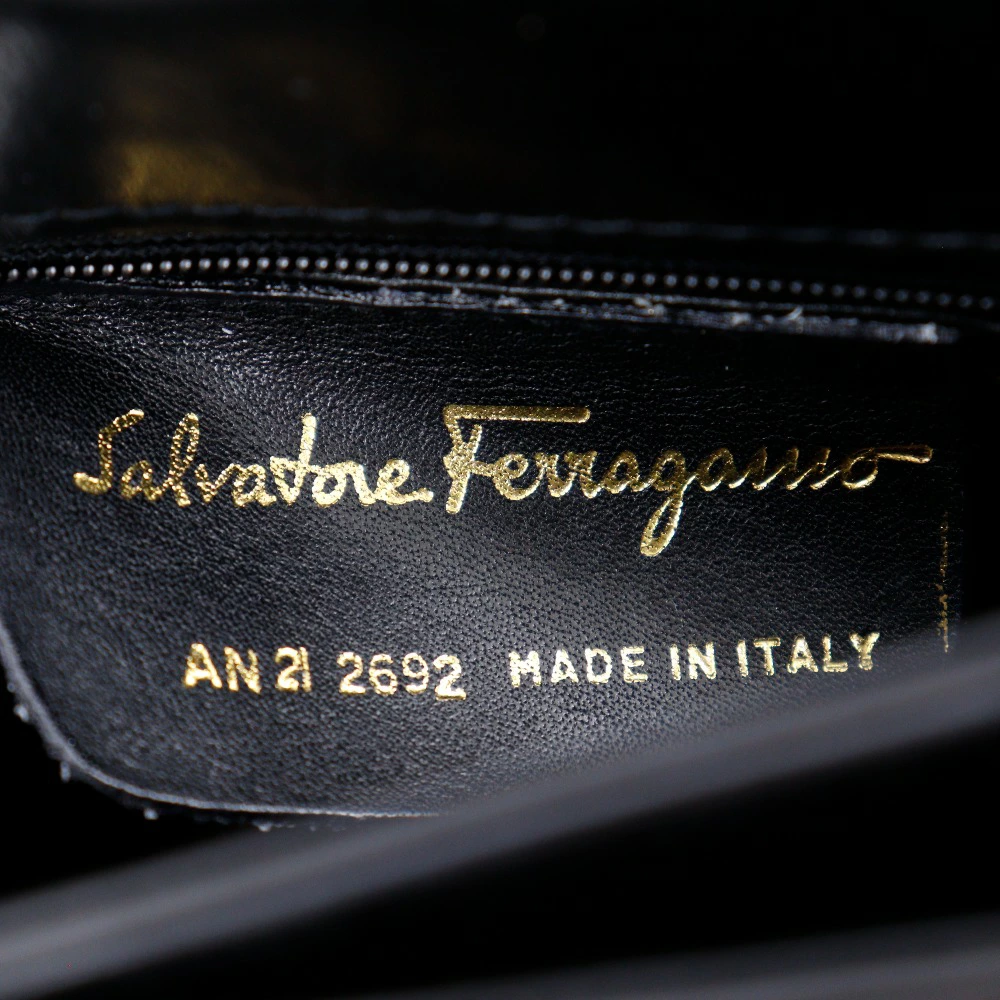 Salvatore Ferragamo
AN 21 2692 MADE IN ITALY